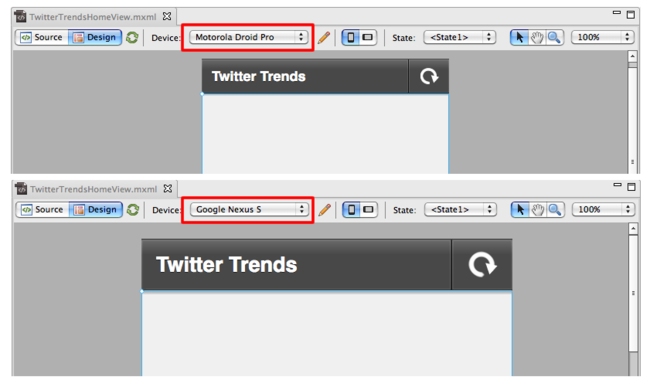 TwitterTrendsHomeView.mxml
Source Design Device: Motorola Droid Pro State: <State1> 100%
Twitter Trends
TwitterTrendsHomeView.mxml
Source Design Device: Google Nexus S State: <State1> 100%
Twitter Trends